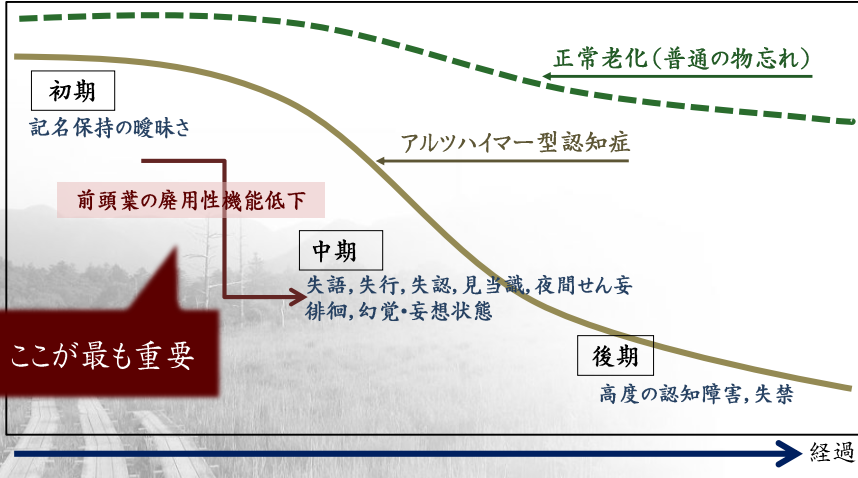 正常老化(普通の物忘れ)
初期
記名保持の曖昧さ
アルツハイマー型認知症
前頭葉の廃用性機能低下
中期
失語,失行,失認,見当識,夜間せん妄
徘徊,幻覚・妄想状態
ここが最も重要
後期
高度の認知障害,失禁
経過